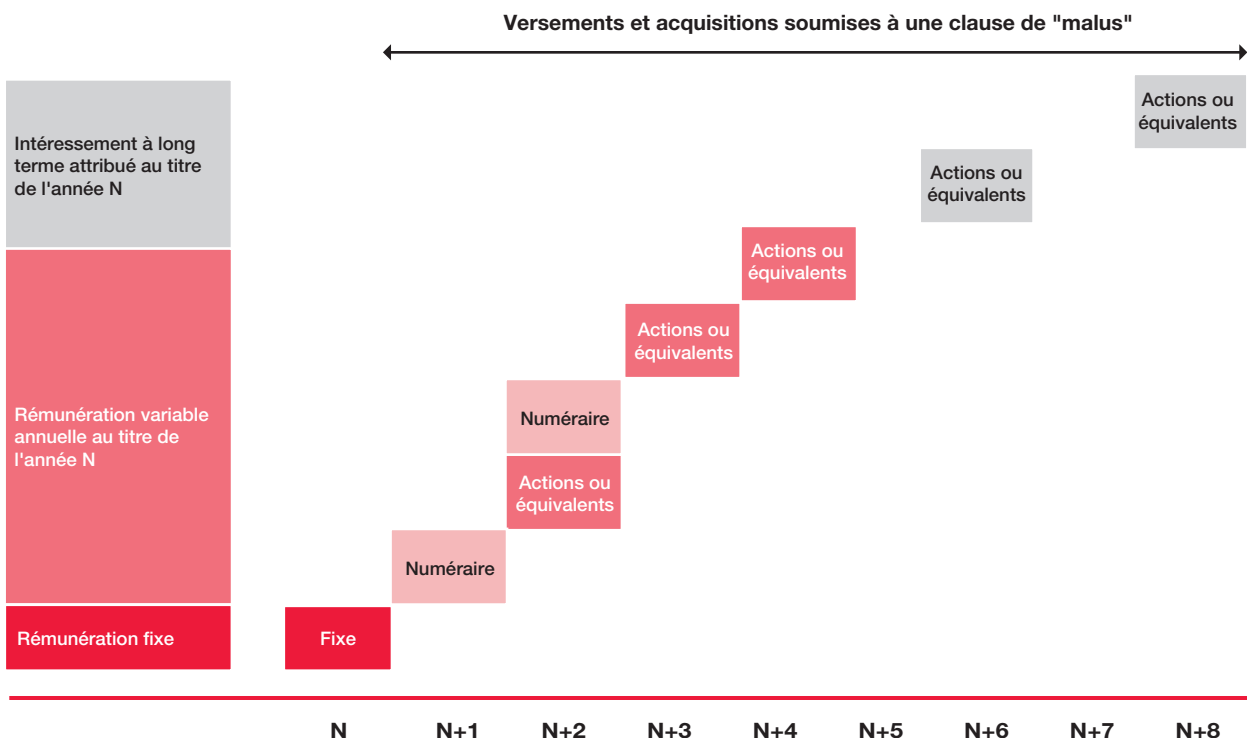 Versements et acquisitions soumises à une clause de "malus"
Intéressement à long
terme attribué au titre
de l'année N
Actions ou
équivalents
Actions ou
équivalents
Rémunération variable
annuelle au titre de
l'année N
Actions ou
équivalents
Actions ou
équivalents
Numéraire
Actions ou
équivalents
Numéraire
Rémunération fixe
Fixe
N N+1 N+2 N+3 N+4 N+5 N+6 N+7 N+8